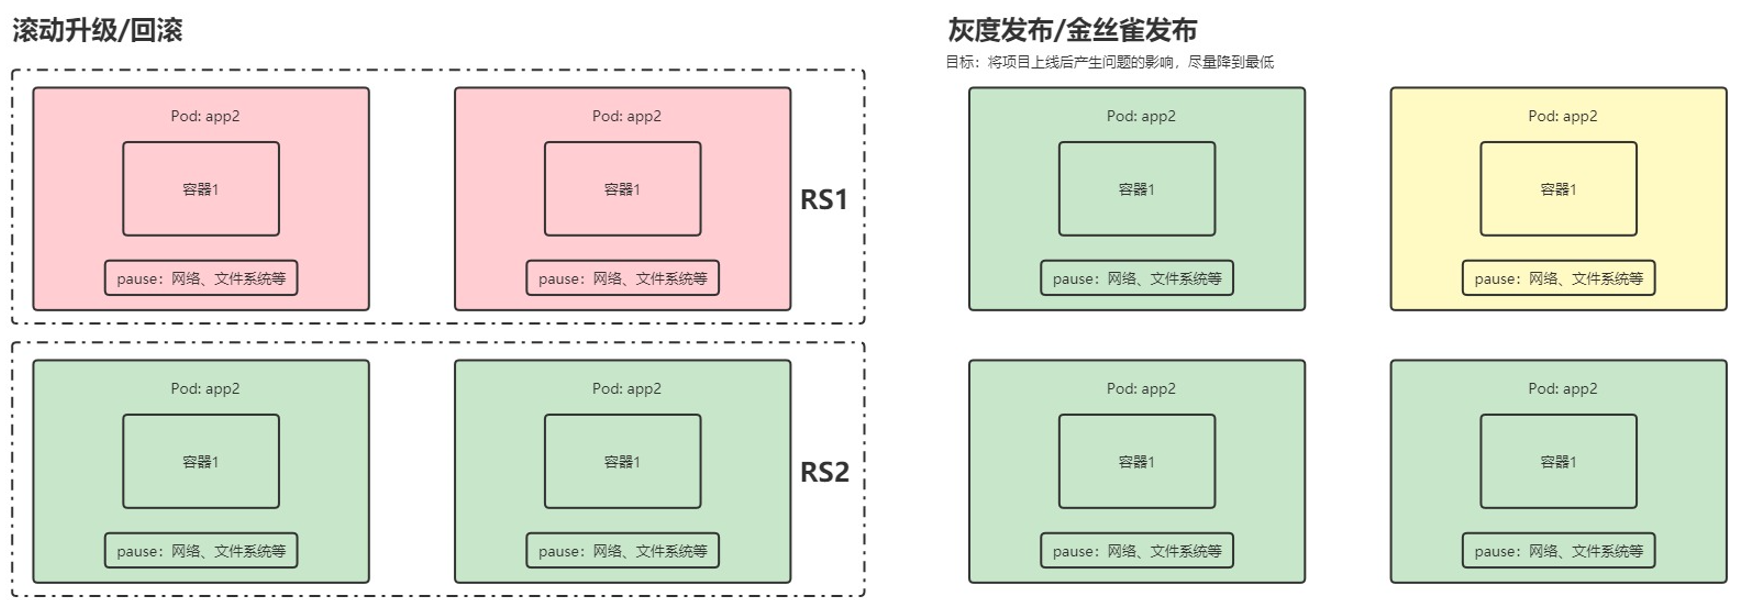 滚动升级/回滚
Pod: app2
容器1
pause：网络、文件系统等
Pod: app2
容器1
pause：网络、文件系统等
RS1
Pod: app2
容器1
pause：网络、文件系统等
Pod: app2
容器1
pause：网络、文件系统等
RS2
灰度发布/金丝雀发布
目标：将项目上线后产生问题的影响，尽量降到最低
Pod: app2
容器1
pause：网络、文件系统等
Pod: app2
容器1
pause：网络、文件系统等
Pod: app2
容器1
pause：网络、文件系统等
Pod: app2
容器1
pause：网络、文件系统等